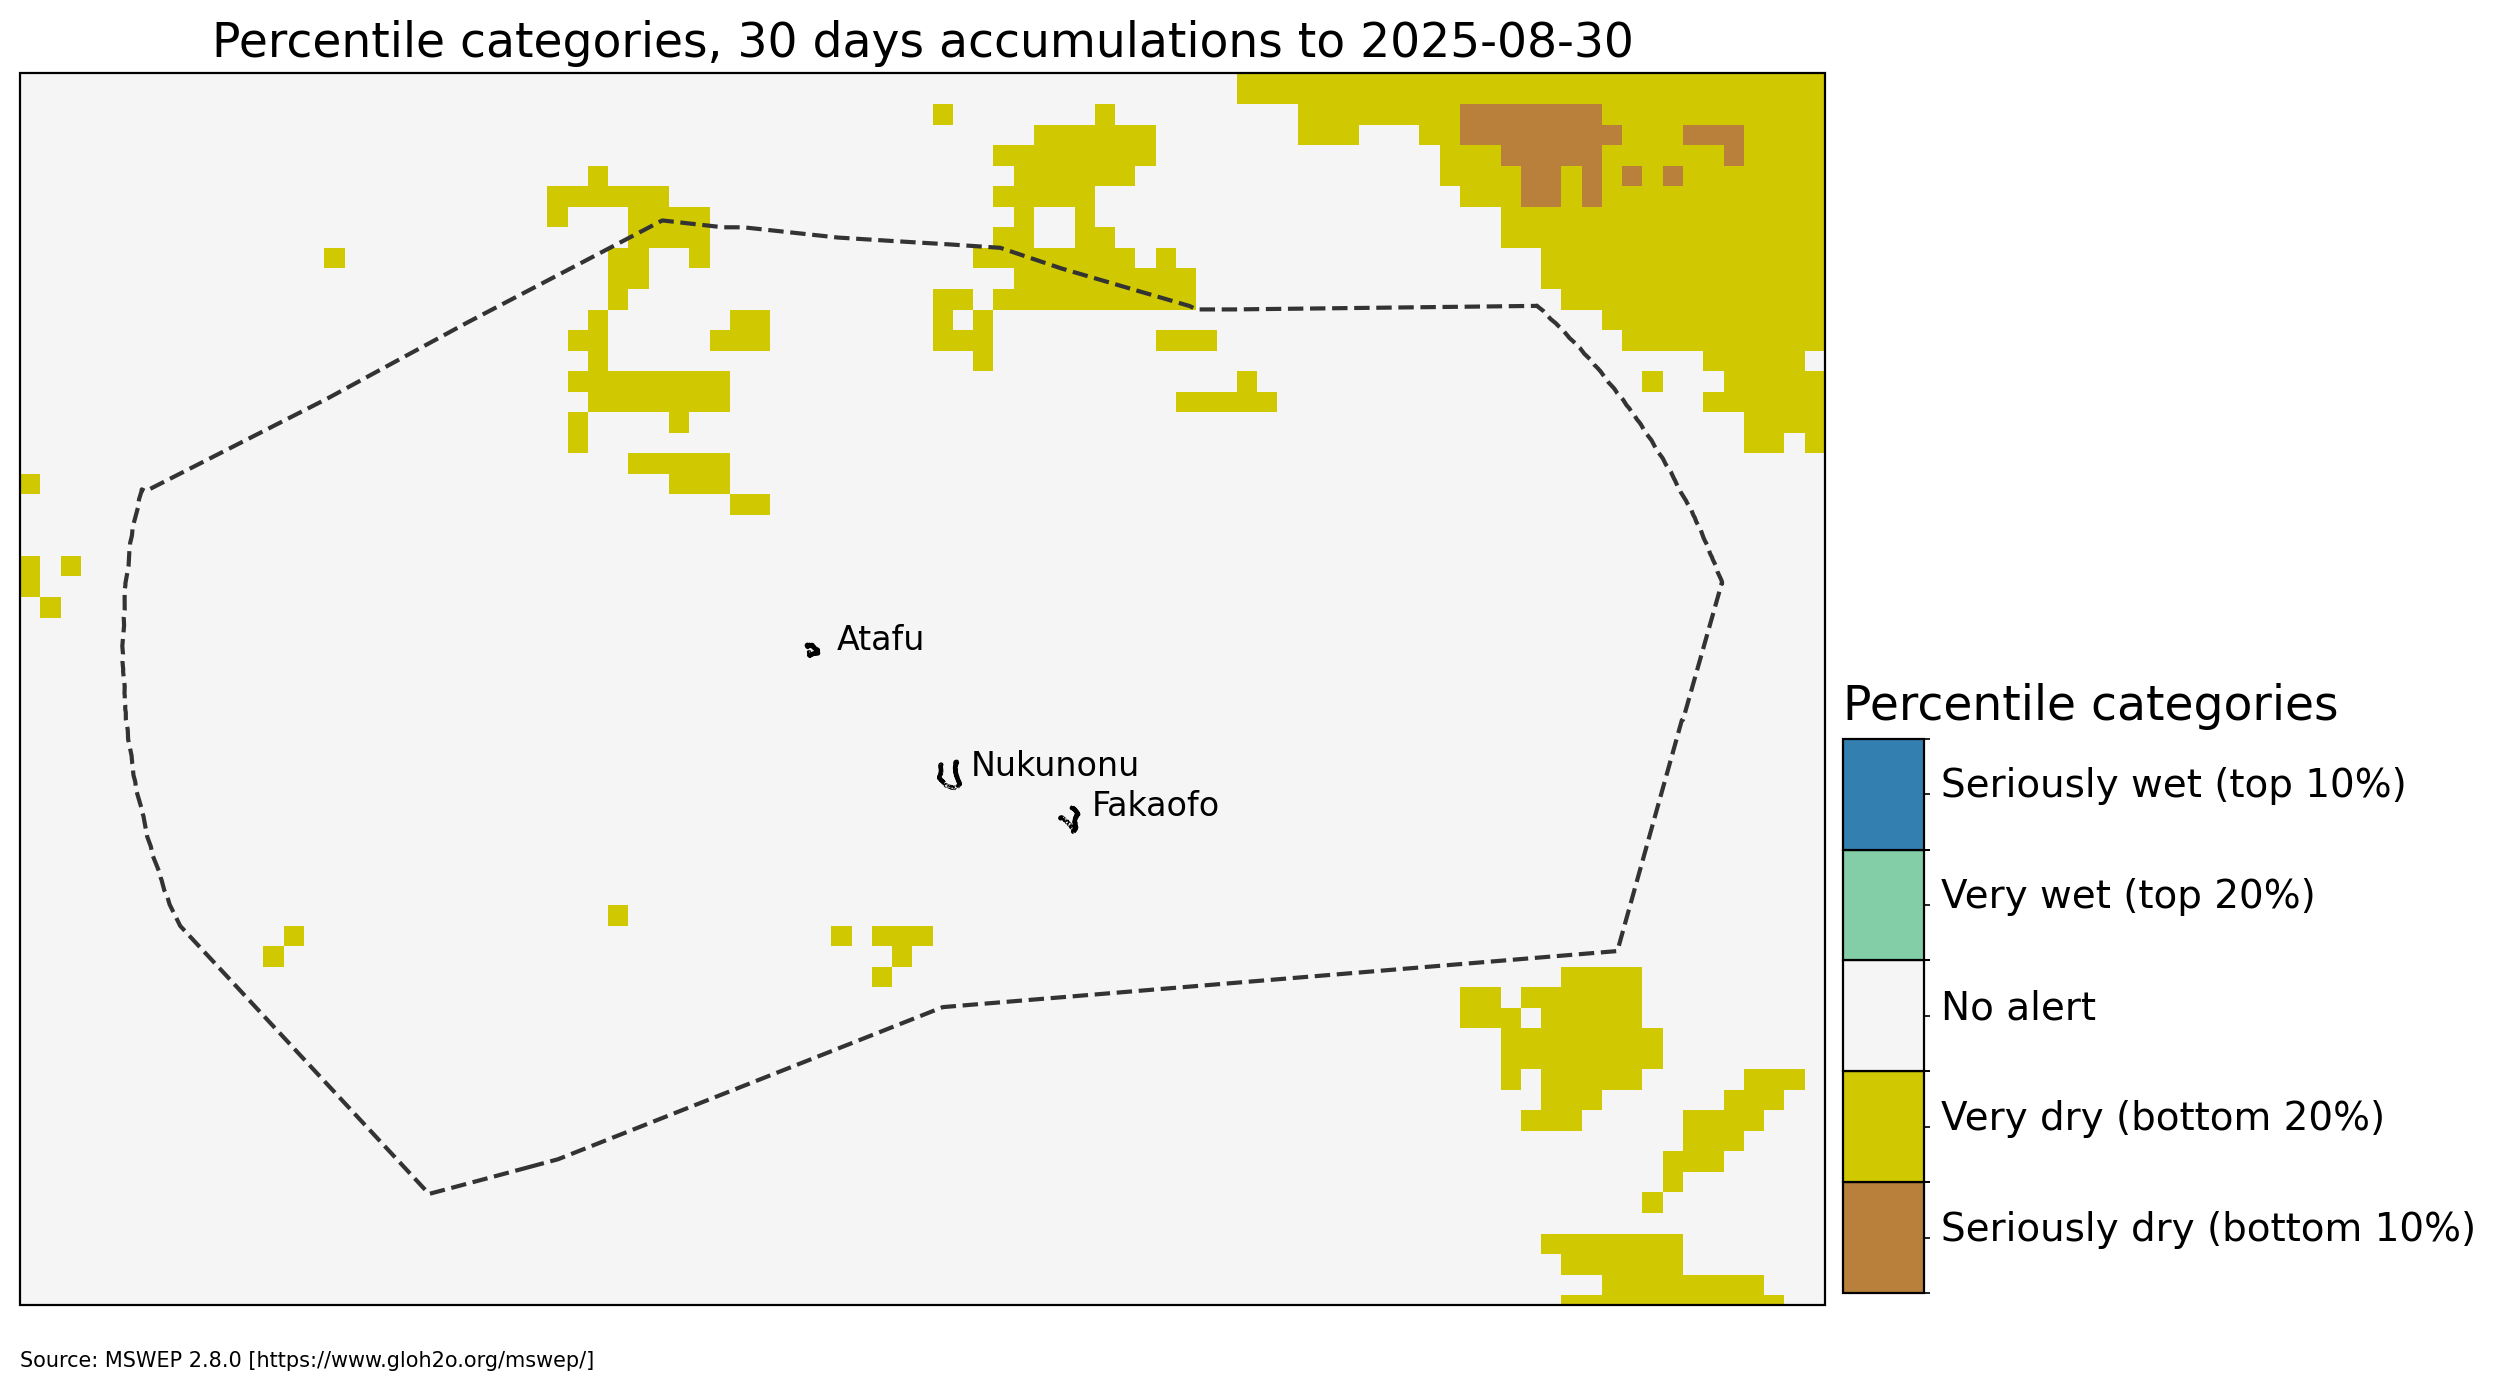 Percentile categories, 30 days accumulations to 2025-08-30
Atafu
Nukunonu
Fakaofo
Percentile categories
Seriously wet (top 10%)
Very wet (top 20%)
No alert
Very dry (bottom 20%)
Seriously dry (bottom 10%)
Source: MSWEP 2.8.0 [https://www.gloh2o.org/mswep/]